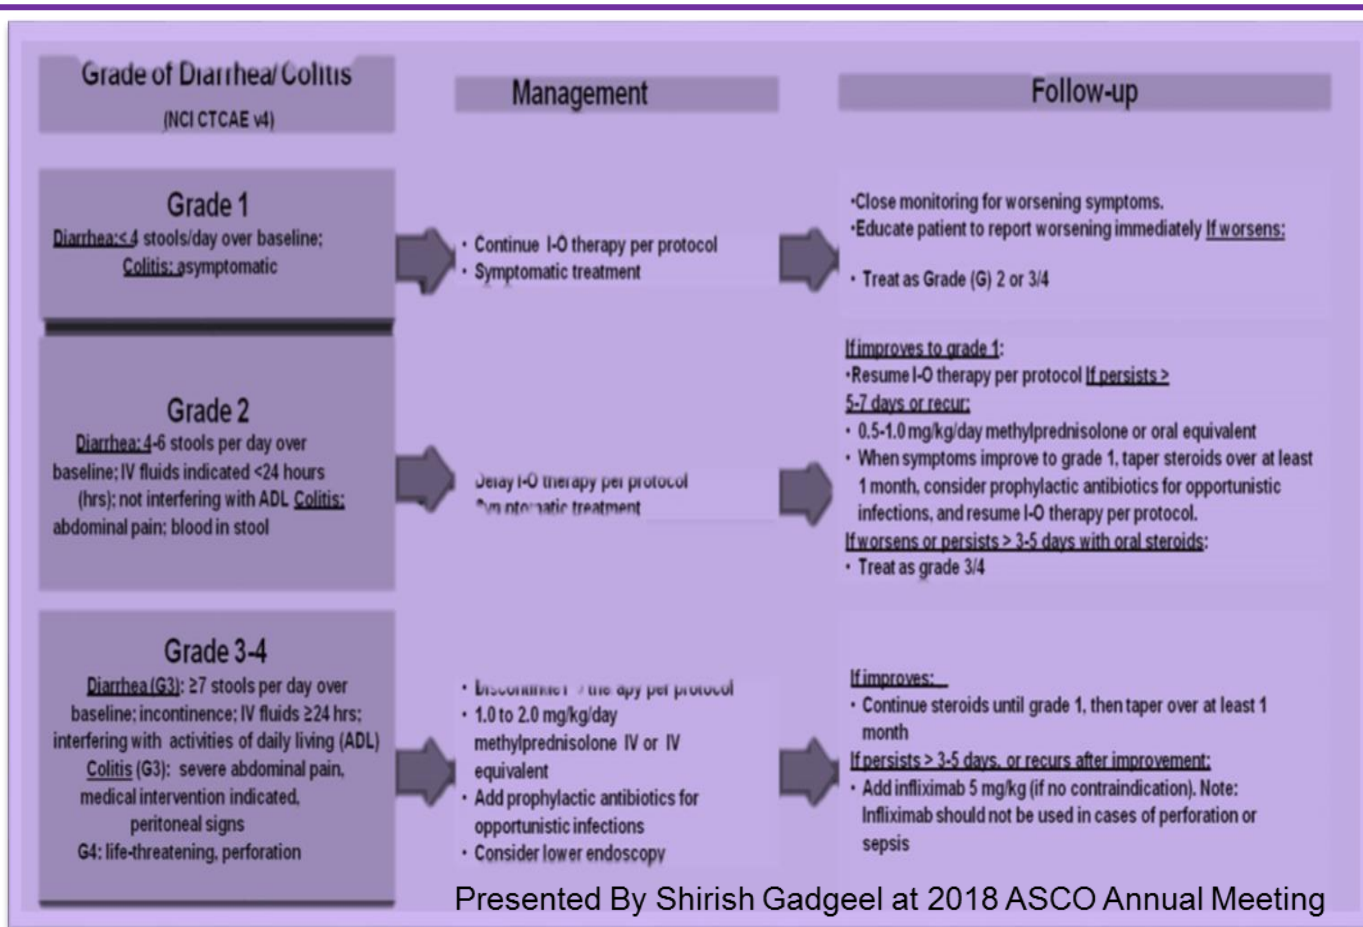 Grade of Diarrhea/ Colitis
(NCI CTCAE v4)
Management
Follow-up
Grade 1
Diarrhea:< 4 stools/day over baseline;
Colitis: asymptomatic
• Continue I-O therapy per protocol
• Symptomatic treatment
•Close monitoring for worsening symptoms.
•Educate patient to report worsening immediately If worsens:
• Treat as Grade (G) 2 or 3/4
Grade 2
Diarrhea: 4-6 stools per day over
baseline; IV fluids indicated <24 hours
(hrs); not interfering with ADL Colitis:
abdominal pain; blood in stool
Delay I-O therapy per protocol
Symptomatic treatment
If improves to grade 1:
•Resume I-O therapy per protocol If persists >
5-7 days or recur:
• 0.5-1.0 mg/kg/day methylprednisolone or oral equivalent
• When symptoms improve to grade 1, taper steroids over at least
1 month, consider prophylactic antibiotics for opportunistic
infections, and resume I-O therapy per protocol.
If worsens or persists > 3-5 days with oral steroids:
• Treat as grade 3/4
Grade 3-4
Diarrhea (G3): ≥7 stools per day over
baseline; incontinence; IV fluids ≥24 hrs;
interfering with activities of daily living (ADL)
Colitis (G3): severe abdominal pain,
medical intervention indicated,
peritoneal signs
G4: life-threatening, perforation
• Discontinue I-O therapy per protocol
• 1.0 to 2.0 mg/kg/day
methylprednisolone IV or IV
equivalent
• Add prophylactic antibiotics for
opportunistic infections
• Consider lower endoscopy
If improves:
• Continue steroids until grade 1, then taper over at least 1
month
If persists > 3-5 days, or recurs after improvement:
• Add infliximab 5 mg/kg (if no contraindication). Note:
Infliximab should not be used in cases of perforation or
sepsis
Presented By Shirish Gadgeel at 2018 ASCO Annual Meeting